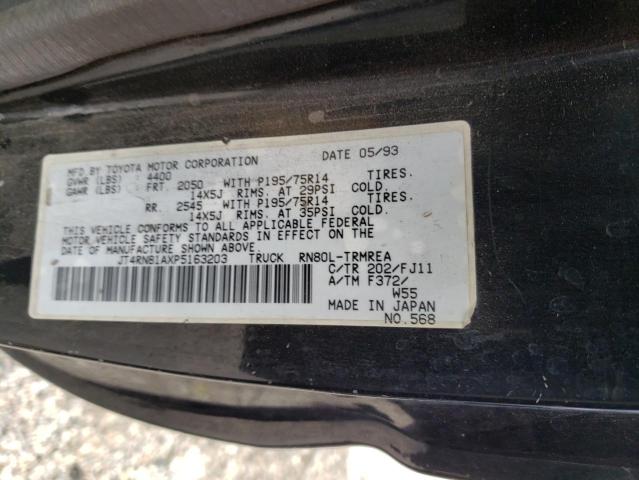 MFD BY TOYOTA MOTOR CORPORATION DATE 05/93
GVWR (LBS) 4400
GAWR (LBS) FRT. 2050 WITH P195/75R14 TIRES.
14X5J RIMS. AT 29PSI COLD.
RR. 2545 WITH P195/75R14 TIRES.
14X5J RIMS. AT 35PSI COLD.
THIS VEHICLE CONFORMS TO ALL APPLICABLE FEDERAL
MOTOR VEHICLE SAFETY STANDARDS IN EFFECT ON THE
DATE OF MANUFACTURE SHOWN ABOVE
JT4RN81AXP5163203 TRUCK RN80L-TRMREA
C/TR 202/FJ11
A/TM F372/
W55
MADE IN JAPAN
NO.568